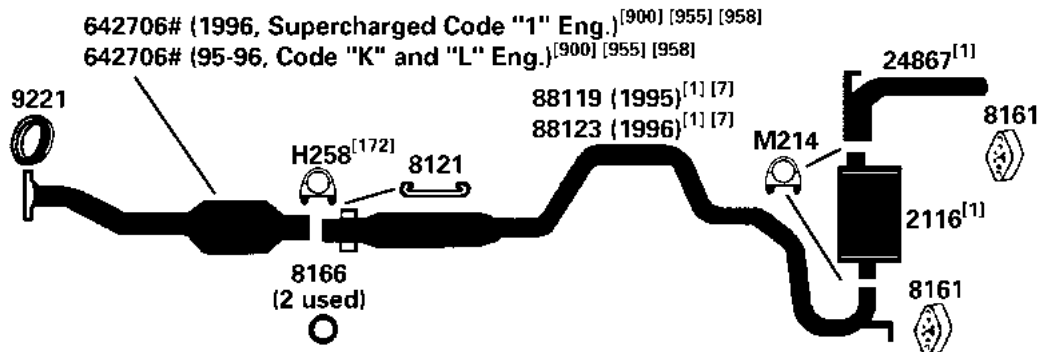 642706# (1996, Supercharged Code "1" Eng.)[900] [955] [958]
642706# (95-96, Code "K" and "L" Eng.)[900] [955] [958]
24867[1]
9221
88119 (1995)[1] [7]
88123 (1996)[1] [7]
8161
M214
H258[172]
8121
2116[1]
8166
(2 used)
8161